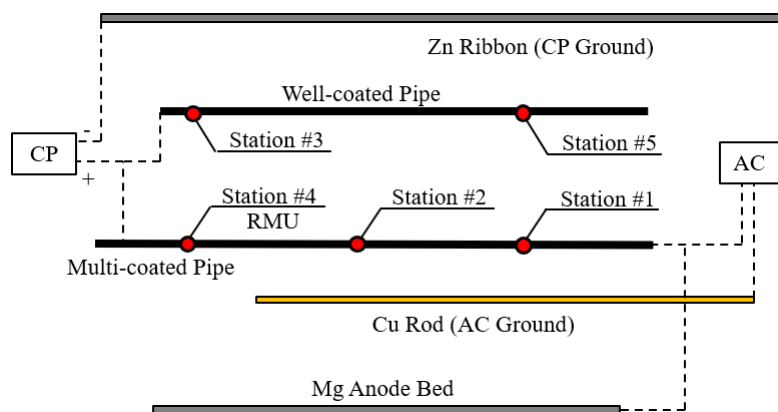 Zn Ribbon (CP Ground)
Well-coated Pipe
-
CP
+
Station #3
Station #5
AC
Station #4
RMU
Station #2
Station #1
Multi-coated Pipe
Cu Rod (AC Ground)
Mg Anode Bed